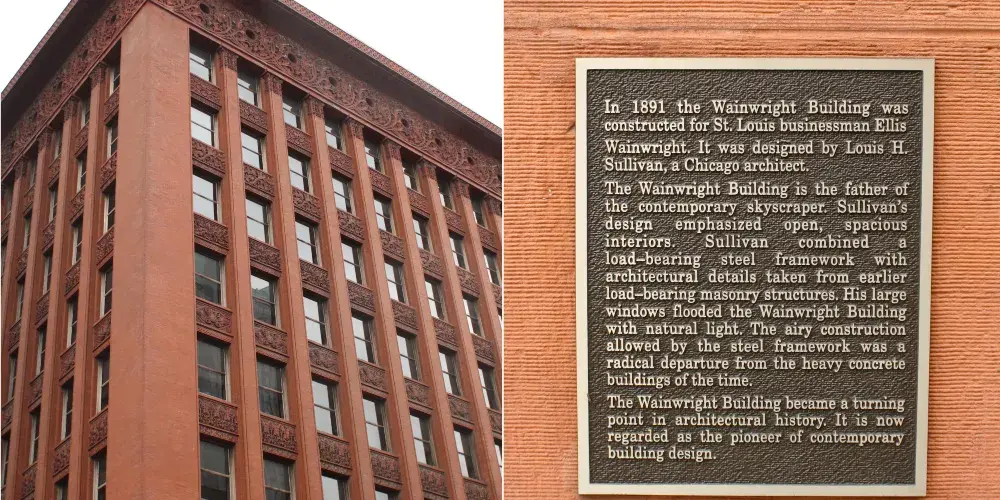 In 1891 the Wainwright Building was
constructed for St. Louis businessman Ellis
Wainwright. It was designed by Louis H.
Sullivan, a Chicago architect.
The Wainwright Building is the father of
the contemporary skyscraper. Sullivan's
design emphasized open, spacious
interiors. Sullivan combined a
load-bearing steel framework with
architectural details taken from earlier
load-bearing masonry structures. His large
windows flooded the Wainwright Building
with natural light. The airy construction
allowed by the steel framework was a
radical departure from the heavy concrete
buildings of the time.
The Wainwright Building became a turning
point in architectural history. It is now
regarded as the pioneer of contemporary
building design.